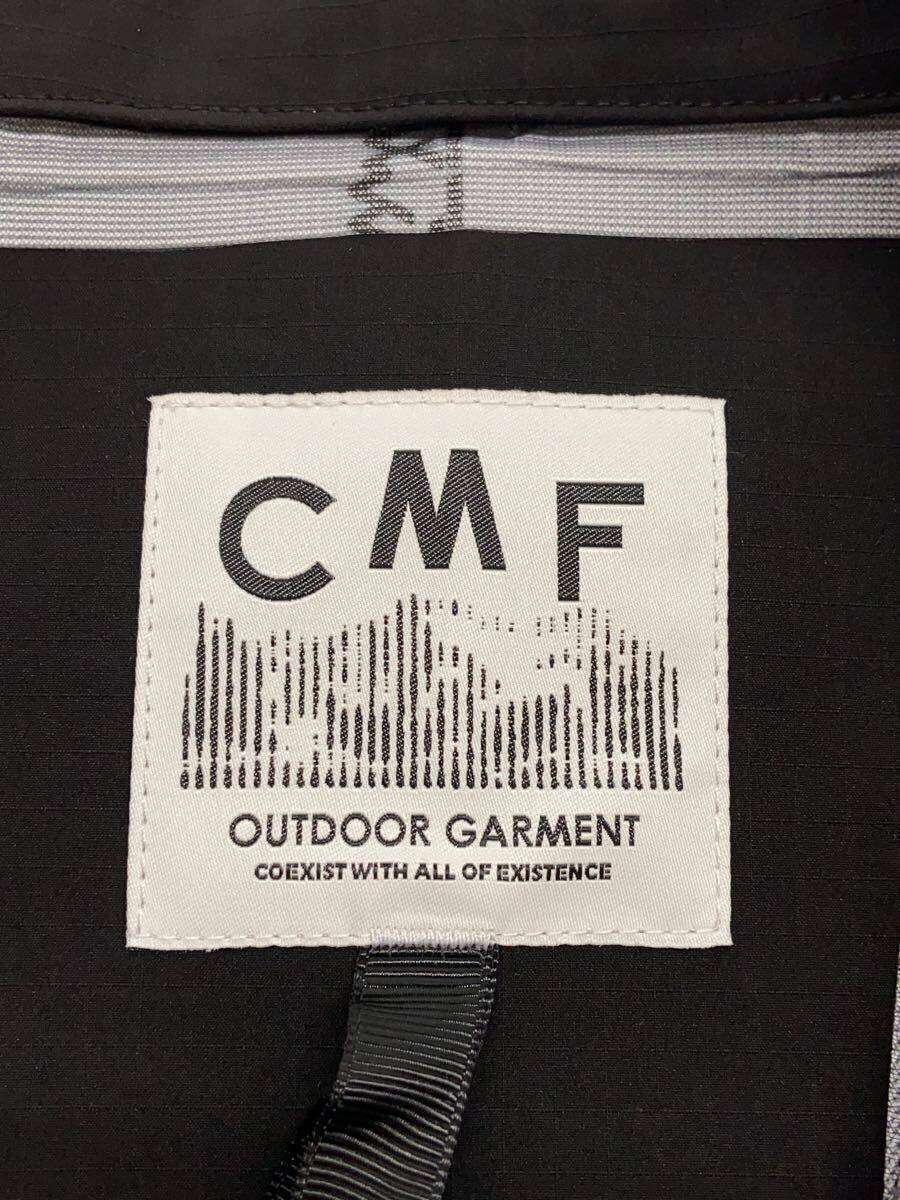 CMF
OUTDOOR GARMENT
COEXIST WITH ALL OF EXISTENCE